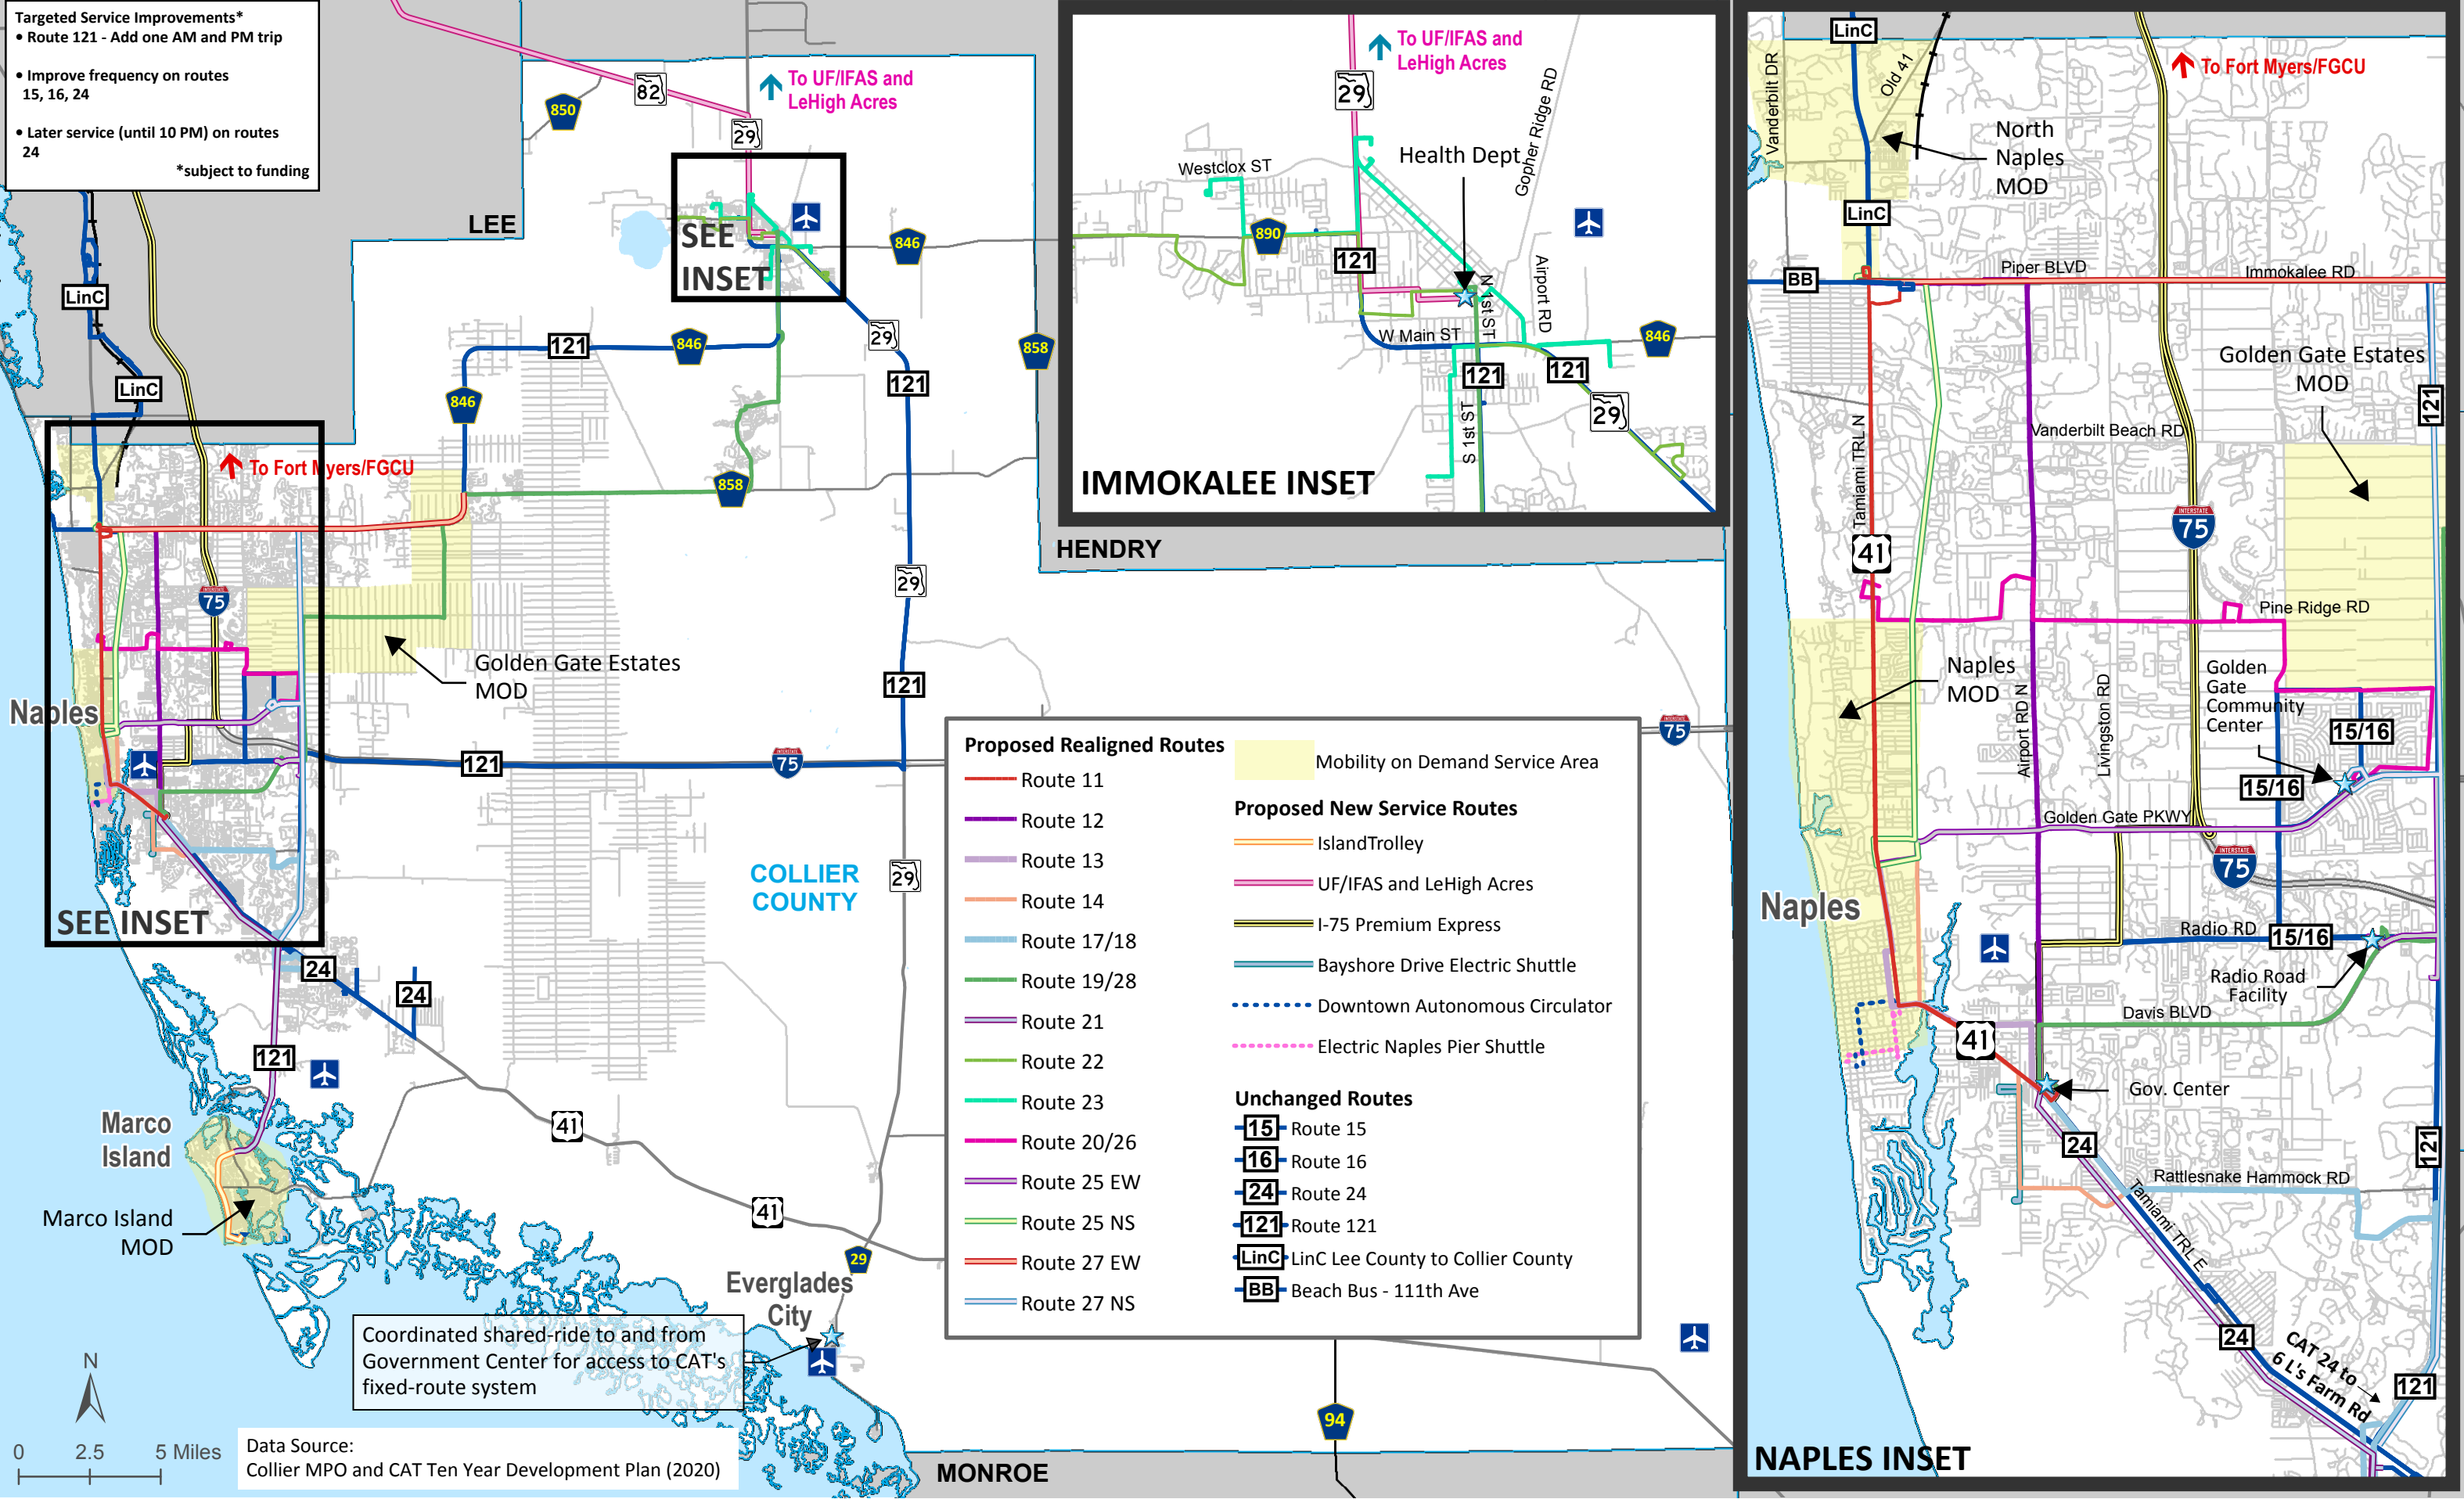 Targeted Service Improvements*
• Route 121 - Add one AM and PM trip
• Improve frequency on routes
15, 16, 24
• Later service (until 10 PM) on routes
24
*subject to funding
82
850
29
To UF/IFAS and
LeHigh Acres
LEE
SEE
INSET
846
LinC
LinC
121
846
29
858
846
121
To Fort Myers/FGCU
858
HENDRY
29
75
Golden Gate Estates
MOD
121
Naples
121
75
75
COLLIER
COUNTY
29
SEE INSET
24
24
121
Marco
Island
41
41
Marco Island
MOD
29
Everglades
City
Coordinated shared-ride to and from
Government Center for access to CAT's
fixed-route system
94
N
0 2.5 5 Miles
Data Source:
Collier MPO and CAT Ten Year Development Plan (2020)
MONROE
Proposed Realigned Routes
Route 11
Route 12
Route 13
Route 14
Route 17/18
Route 19/28
Route 21
Route 22
Route 23
Route 20/26
Route 25 EW
Route 25 NS
Route 27 EW
Route 27 NS
Mobility on Demand Service Area
Proposed New Service Routes
IslandTrolley
UF/IFAS and LeHigh Acres
I-75 Premium Express
Bayshore Drive Electric Shuttle
Downtown Autonomous Circulator
Electric Naples Pier Shuttle
Unchanged Routes
15 Route 15
16 Route 16
24 Route 24
121 Route 121
LinC LinC Lee County to Collier County
BB Beach Bus - 111th Ave
To UF/IFAS and
LeHigh Acres
29
Gopher Ridge RD
Health Dept
Westclox ST
890
121
N 1st ST
Airport RD
W Main ST
846
121
121
29
S 1st ST
IMMOKALEE INSET
LinC
Vanderbilt DR
Old 41
To Fort Myers/FGCU
North
Naples
MOD
LinC
BB
Piper BLVD
Immokalee RD
Golden Gate Estates
MOD
121
Tamiami TRL N
Vanderbilt Beach RD
INTERSTATE
75
41
Pine Ridge RD
Naples
MOD
Golden
Gate
Community
Center
Airport RD N
Livingston RD
15/16
15/16
Golden Gate PKWY
INTERSTATE
75
Naples
Radio RD
15/16
Radio Road
Facility
Davis BLVD
41
Gov. Center
24
121
Rattlesnake Hammock RD
Tamiami TRL E
24
CAT 24 to
6 L's Farm Rd
121
NAPLES INSET